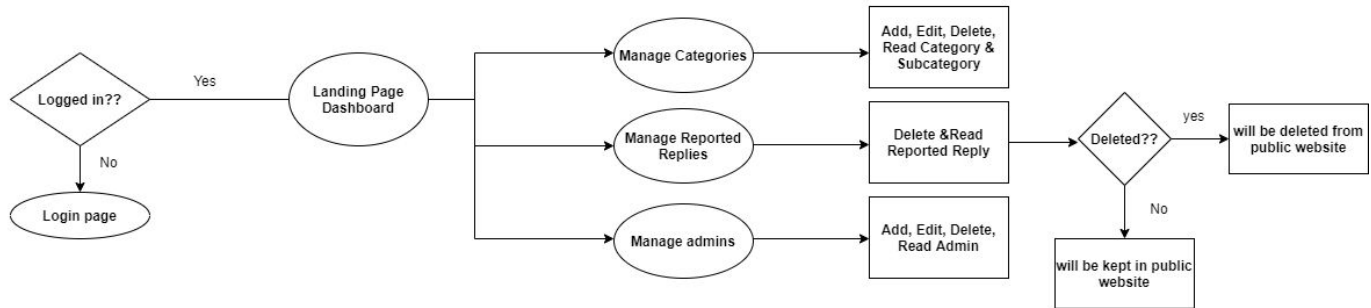 Logged in??
Yes
No
Login page
Landing Page
Dashboard
Manage Categories
Add, Edit, Delete,
Read Category &
Subcategory
Manage Reported
Replies
Delete &Read
Reported Reply
Deleted??
yes
will be deleted from
public website
No
will be kept in public
website
Manage admins
Add, Edit, Delete,
Read Admin